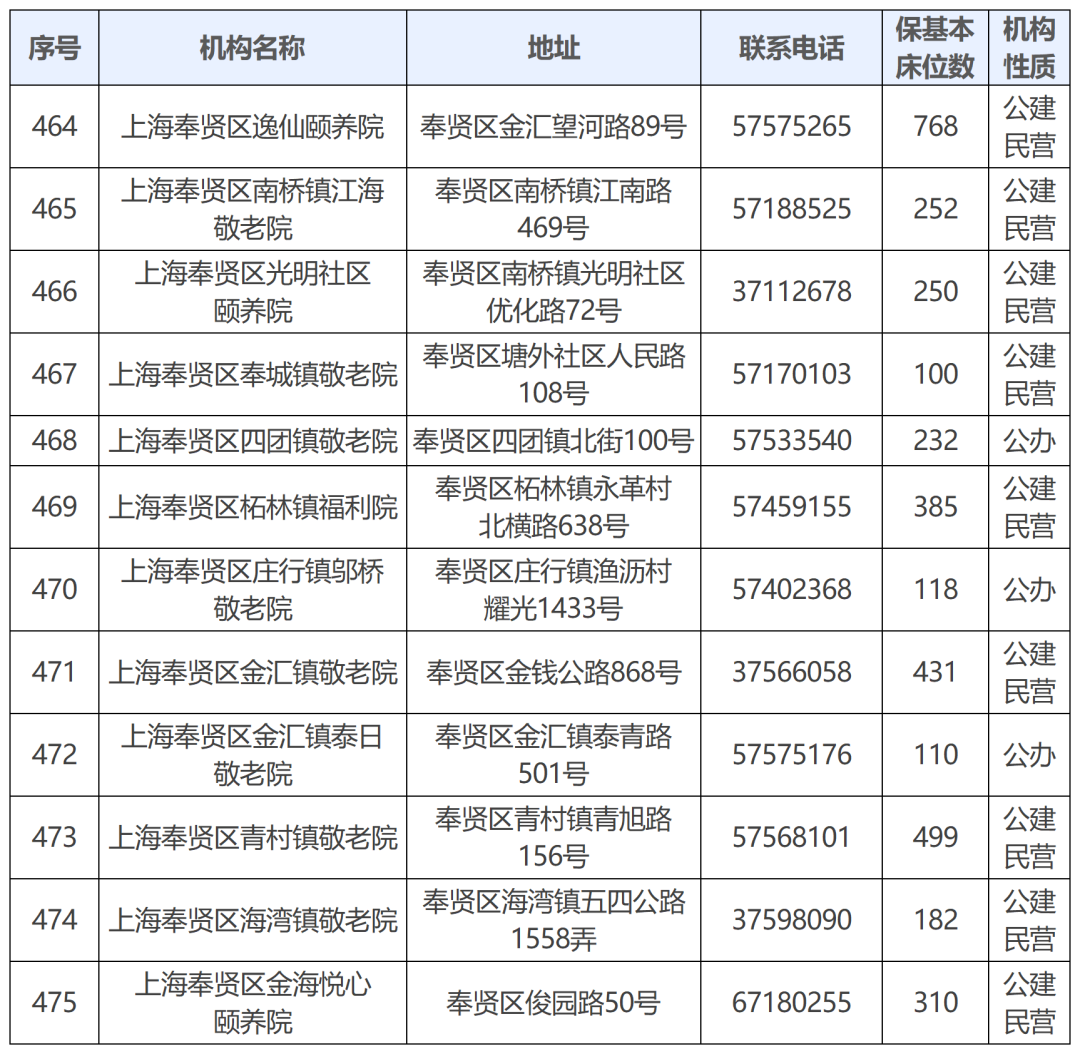 序号 机构名称 地址 联系电话 保基本床位数 机构性质
464 上海奉贤区逸仙颐养院 奉贤区金汇望河路89号 57575265 768 公建民营
465 上海奉贤区南桥镇江海敬老院 奉贤区南桥镇江南路469号 57188525 252 公建民营
466 上海奉贤区光明社区颐养院 奉贤区南桥镇光明社区优化路72号 37112678 250 公建民营
467 上海奉贤区奉城镇敬老院 奉贤区塘外社区人民路108号 57170103 100 公建民营
468 上海奉贤区四团镇敬老院 奉贤区四团镇北街100号 57533540 232 公办
469 上海奉贤区柘林镇福利院 奉贤区柘林镇永革村北横路638号 57459155 385 公建民营
470 上海奉贤区庄行镇邬桥敬老院 奉贤区庄行镇渔沥村耀光1433号 57402368 118 公办
471 上海奉贤区金汇镇敬老院 奉贤区金钱公路868号 37566058 431 公建民营
472 上海奉贤区金汇镇泰日敬老院 奉贤区金汇镇泰青路501号 57575176 110 公办
473 上海奉贤区青村镇敬老院 奉贤区青村镇青旭路156号 57568101 499 公建民营
474 上海奉贤区海湾镇敬老院 奉贤区海湾镇五四公路1558弄 37598090 182 公建民营
475 上海奉贤区金海悦心颐养院 奉贤区俊园路50号 67180255 310 公建民营